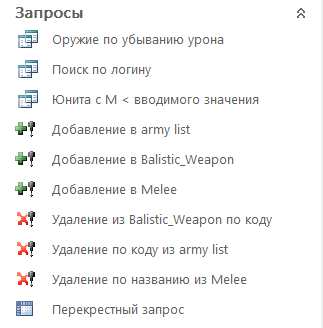 Запросы
Оружие по убыванию урона
Поиск по логину
Юнита с М < вводимого значения
Добавление в army list
Добавление в Balistic_Weapon
Добавление в Melee
Удаление из Balistic_Weapon по коду
Удаление по коду из army list
Удаление по названию из Melee
Перекрестный запрос